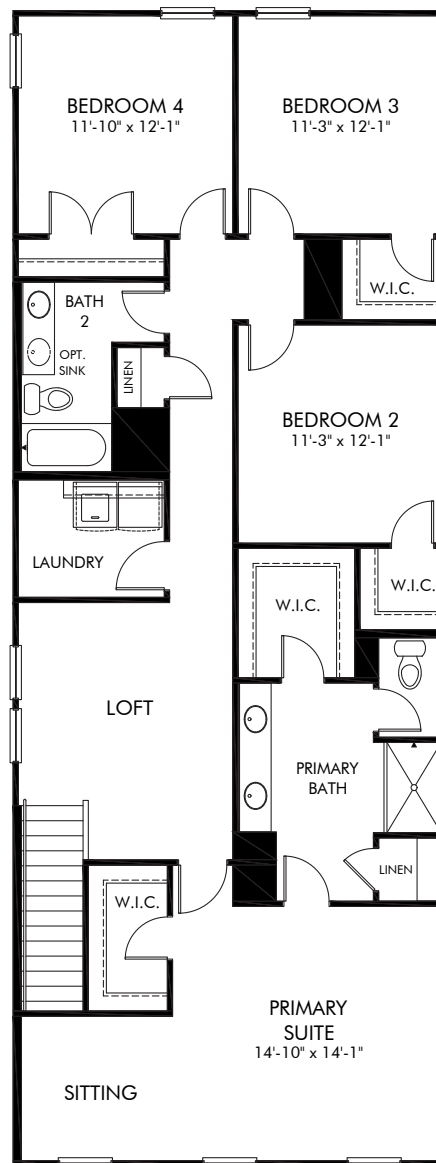 BEDROOM 4
11'-10" x 12'-1"
BEDROOM 3
11'-3" x 12'-1"
W.I.C.
BATH
2
OPT.
SINK
LINEN
BEDROOM 2
11'-3" x 12'-1"
LAUNDRY
W.I.C.
W.I.C.
LOFT
PRIMARY
BATH
LINEN
W.I.C.
PRIMARY
SUITE
14'-10" x 14'-1"
SITTING